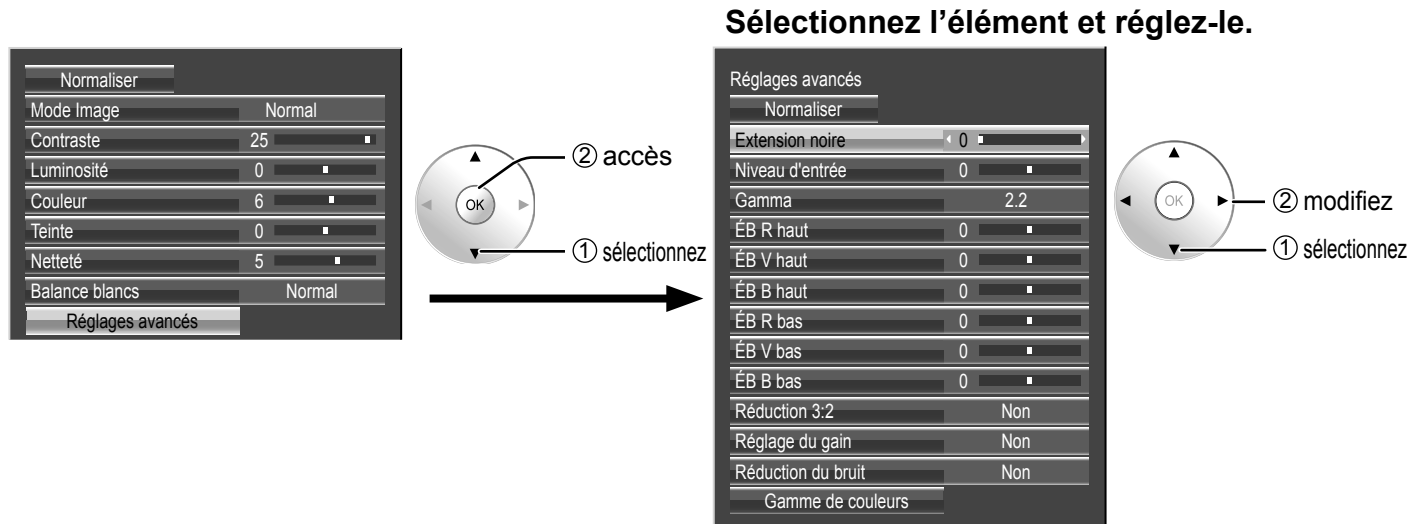 Sélectionnez l’élément et réglez-le.
Normaliser
Mode Image Normal
Contraste 25
Luminosité 0
Couleur 6
Teinte 0
Netteté 5
Balance blancs Normal
Réglages avancés
② accès
OK
① sélectionnez
Réglages avancés
Normaliser
Extension noire 0
Niveau d'entrée 0
Gamma 2.2
ÉB R haut 0
ÉB V haut 0
ÉB B haut 0
ÉB R bas 0
ÉB V bas 0
ÉB B bas 0
Réduction 3:2 Non
Réglage du gain Non
Réduction du bruit Non
Gamme de couleurs
OK
② modifiez
① sélectionnez